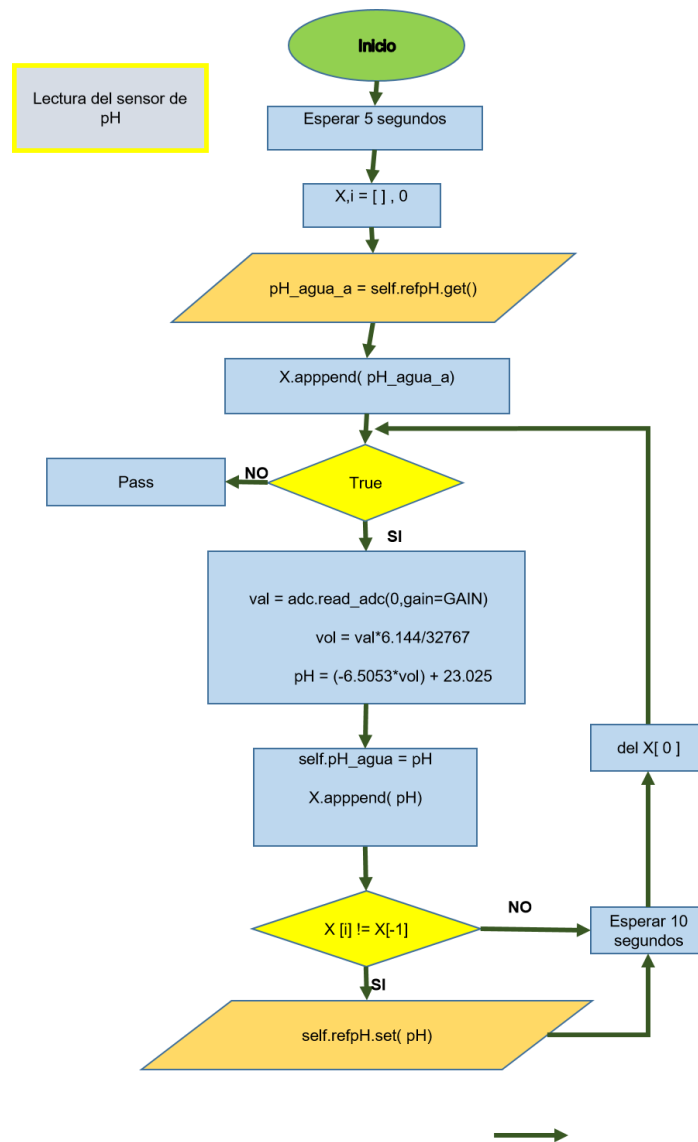 Inicio
Lectura del sensor de
pH
Esperar 5 segundos
X,i = [ ] , 0
pH_agua_a = self.refpH.get()
X.apppend( pH_agua_a)
True
NO
Pass
SI
val = adc.read_adc(0,gain=GAIN)
vol = val*6.144/32767
pH = (-6.5053*vol) + 23.025
self.pH_agua = pH
X.apppend( pH)
del X[ 0 ]
X [i] != X[-1]
NO
Esperar 10
segundos
SI
self.refpH.set( pH)